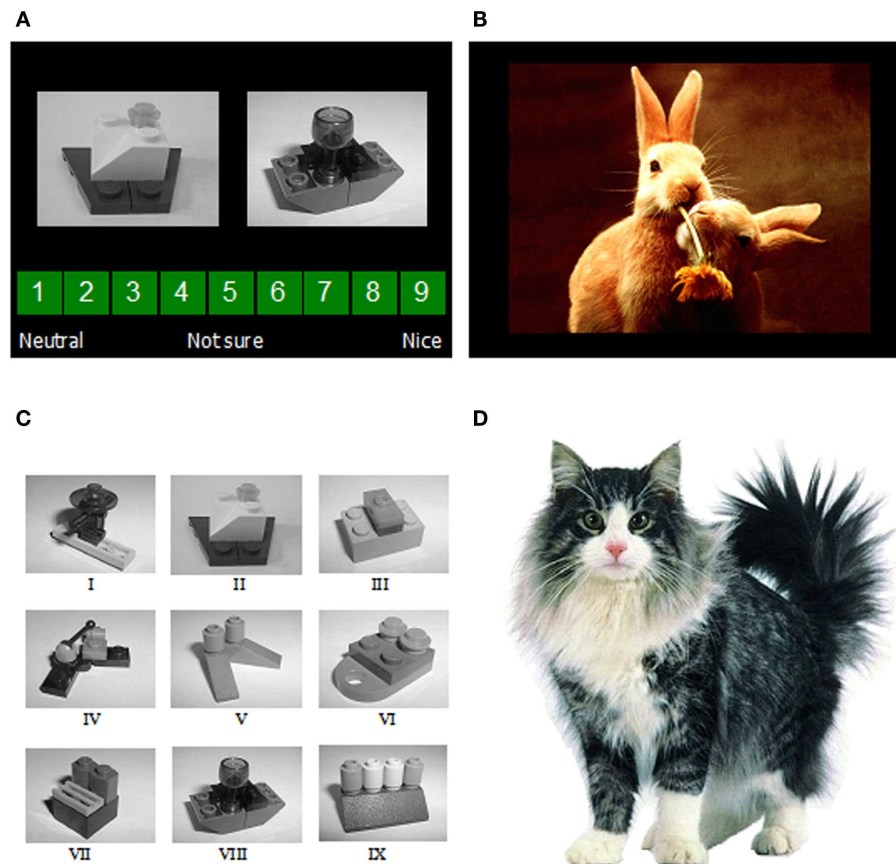 A
B
1 2 3 4 5 6 7 8 9
Neutral Not sure Nice
C
D
I II III
IV V VI
VII VIII IX